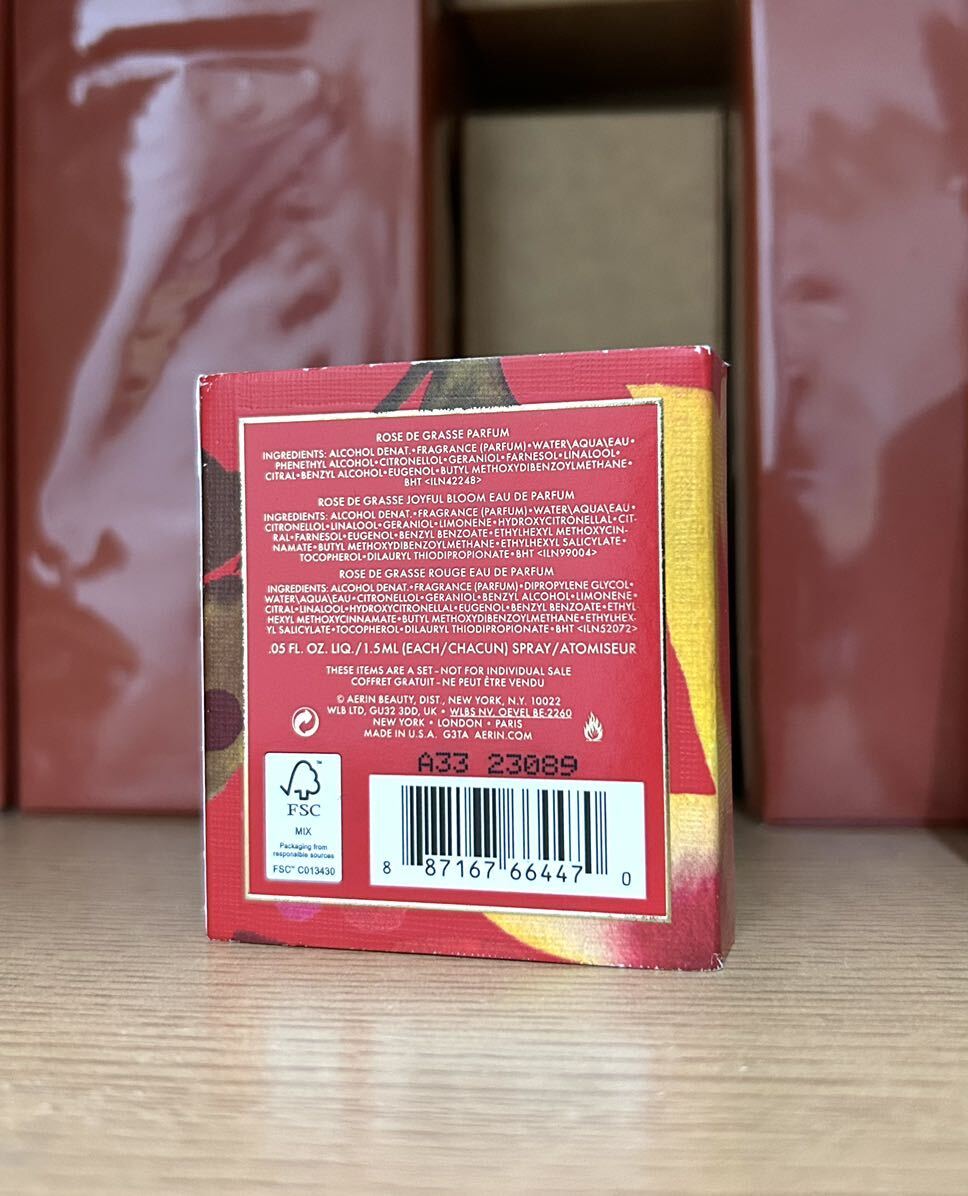 ROSE DE GRASSE PARFUM
INGREDIENTS: ALCOHOL DENAT.•FRAGRANCE (PARFUM)•WATER\AQUA\EAU•
PHENETHYL ALCOHOL•CITRONELLOL•GERANIOL•FARNESOL•LINALOOL•
CITRAL•BENZYL ALCOHOL•EUGENOL•BUTYL METHOXYDIBENZOYLMETHANE•
BHT <ILN42248>
ROSE DE GRASSE JOYFUL BLOOM EAU DE PARFUM
INGREDIENTS: ALCOHOL DENAT.•FRAGRANCE (PARFUM)•WATER\AQUA\EAU•
CITRONELLOL•LINALOOL•GERANIOL•LIMONENE•HYDROXYCITRONELLAL•CIT-
RAL•FARNESOL•EUGENOL•BENZYL BENZOATE•ETHYLHEXYL METHOXYCIN-
NAMATE•BUTYL METHOXYDIBENZOYLMETHANE•ETHYLHEXYL SALICYLATE•
TOCOPHEROL•DILAURYL THIODIPROPIONATE•BHT <ILN99004>
ROSE DE GRASSE ROUGE EAU DE PARFUM
INGREDIENTS: ALCOHOL DENAT.•FRAGRANCE (PARFUM)•DIPROPYLENE GLYCOL•
WATER\AQUA\EAU•CITRONELLOL•GERANIOL•BENZYL ALCOHOL•LIMONENE•
CITRAL•LINALOOL•HYDROXYCITRONELLAL•EUGENOL•BENZYL BENZOATE•ETHYL
HEXYL METHOXYCINNAMATE•BUTYL METHOXYDIBENZOYLMETHANE•ETHYLHEX-
YL SALICYLATE•TOCOPHEROL•DILAURYL THIODIPROPIONATE•BHT <ILN52072>
.05 FL. OZ. LIQ./1.5ML (EACH/CHACUN) SPRAY/ATOMISEUR
THESE ITEMS ARE A SET–NOT FOR INDIVIDUAL SALE
COFFRET GRATUIT–NE PEUT ÊTRE VENDU
© AERIN BEAUTY, DIST., NEW YORK, N.Y. 10022
WLB LTD, GU32 3DD, UK • WLBS NV, OEVEL BE-2260
NEW YORK • LONDON • PARIS
MADE IN U.S.A. G3TA AERIN.COM
A33 23089
™
FSC
MIX
Packaging from
responsible sources
FSC™ C013430
8 87167 66447 0